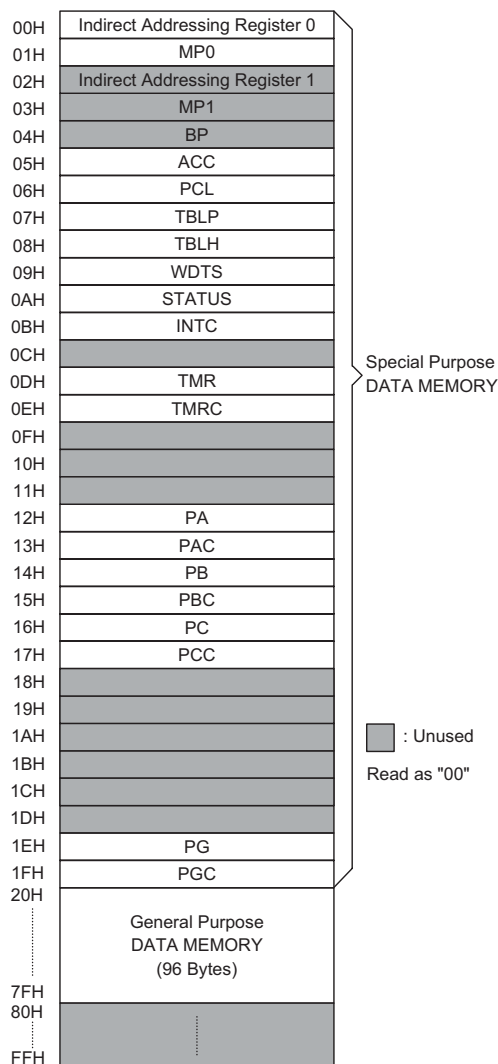 00H Indirect Addressing Register 0
01H MP0
02H Indirect Addressing Register 1
03H MP1
04H BP
05H ACC
06H PCL
07H TBLP
08H TBLH
09H WDTS
0AH STATUS
0BH INTC
0CH
0DH TMR
0EH TMRC
0FH
10H
11H
12H PA
13H PAC
14H PB
15H PBC
16H PC
17H PCC
18H
19H
1AH
1BH
1CH
1DH
1EH PG
1FH PGC
20H
General Purpose
DATA MEMORY
(96 Bytes)
7FH
80H
FFH
Special Purpose
DATA MEMORY
: Unused
Read as "00"